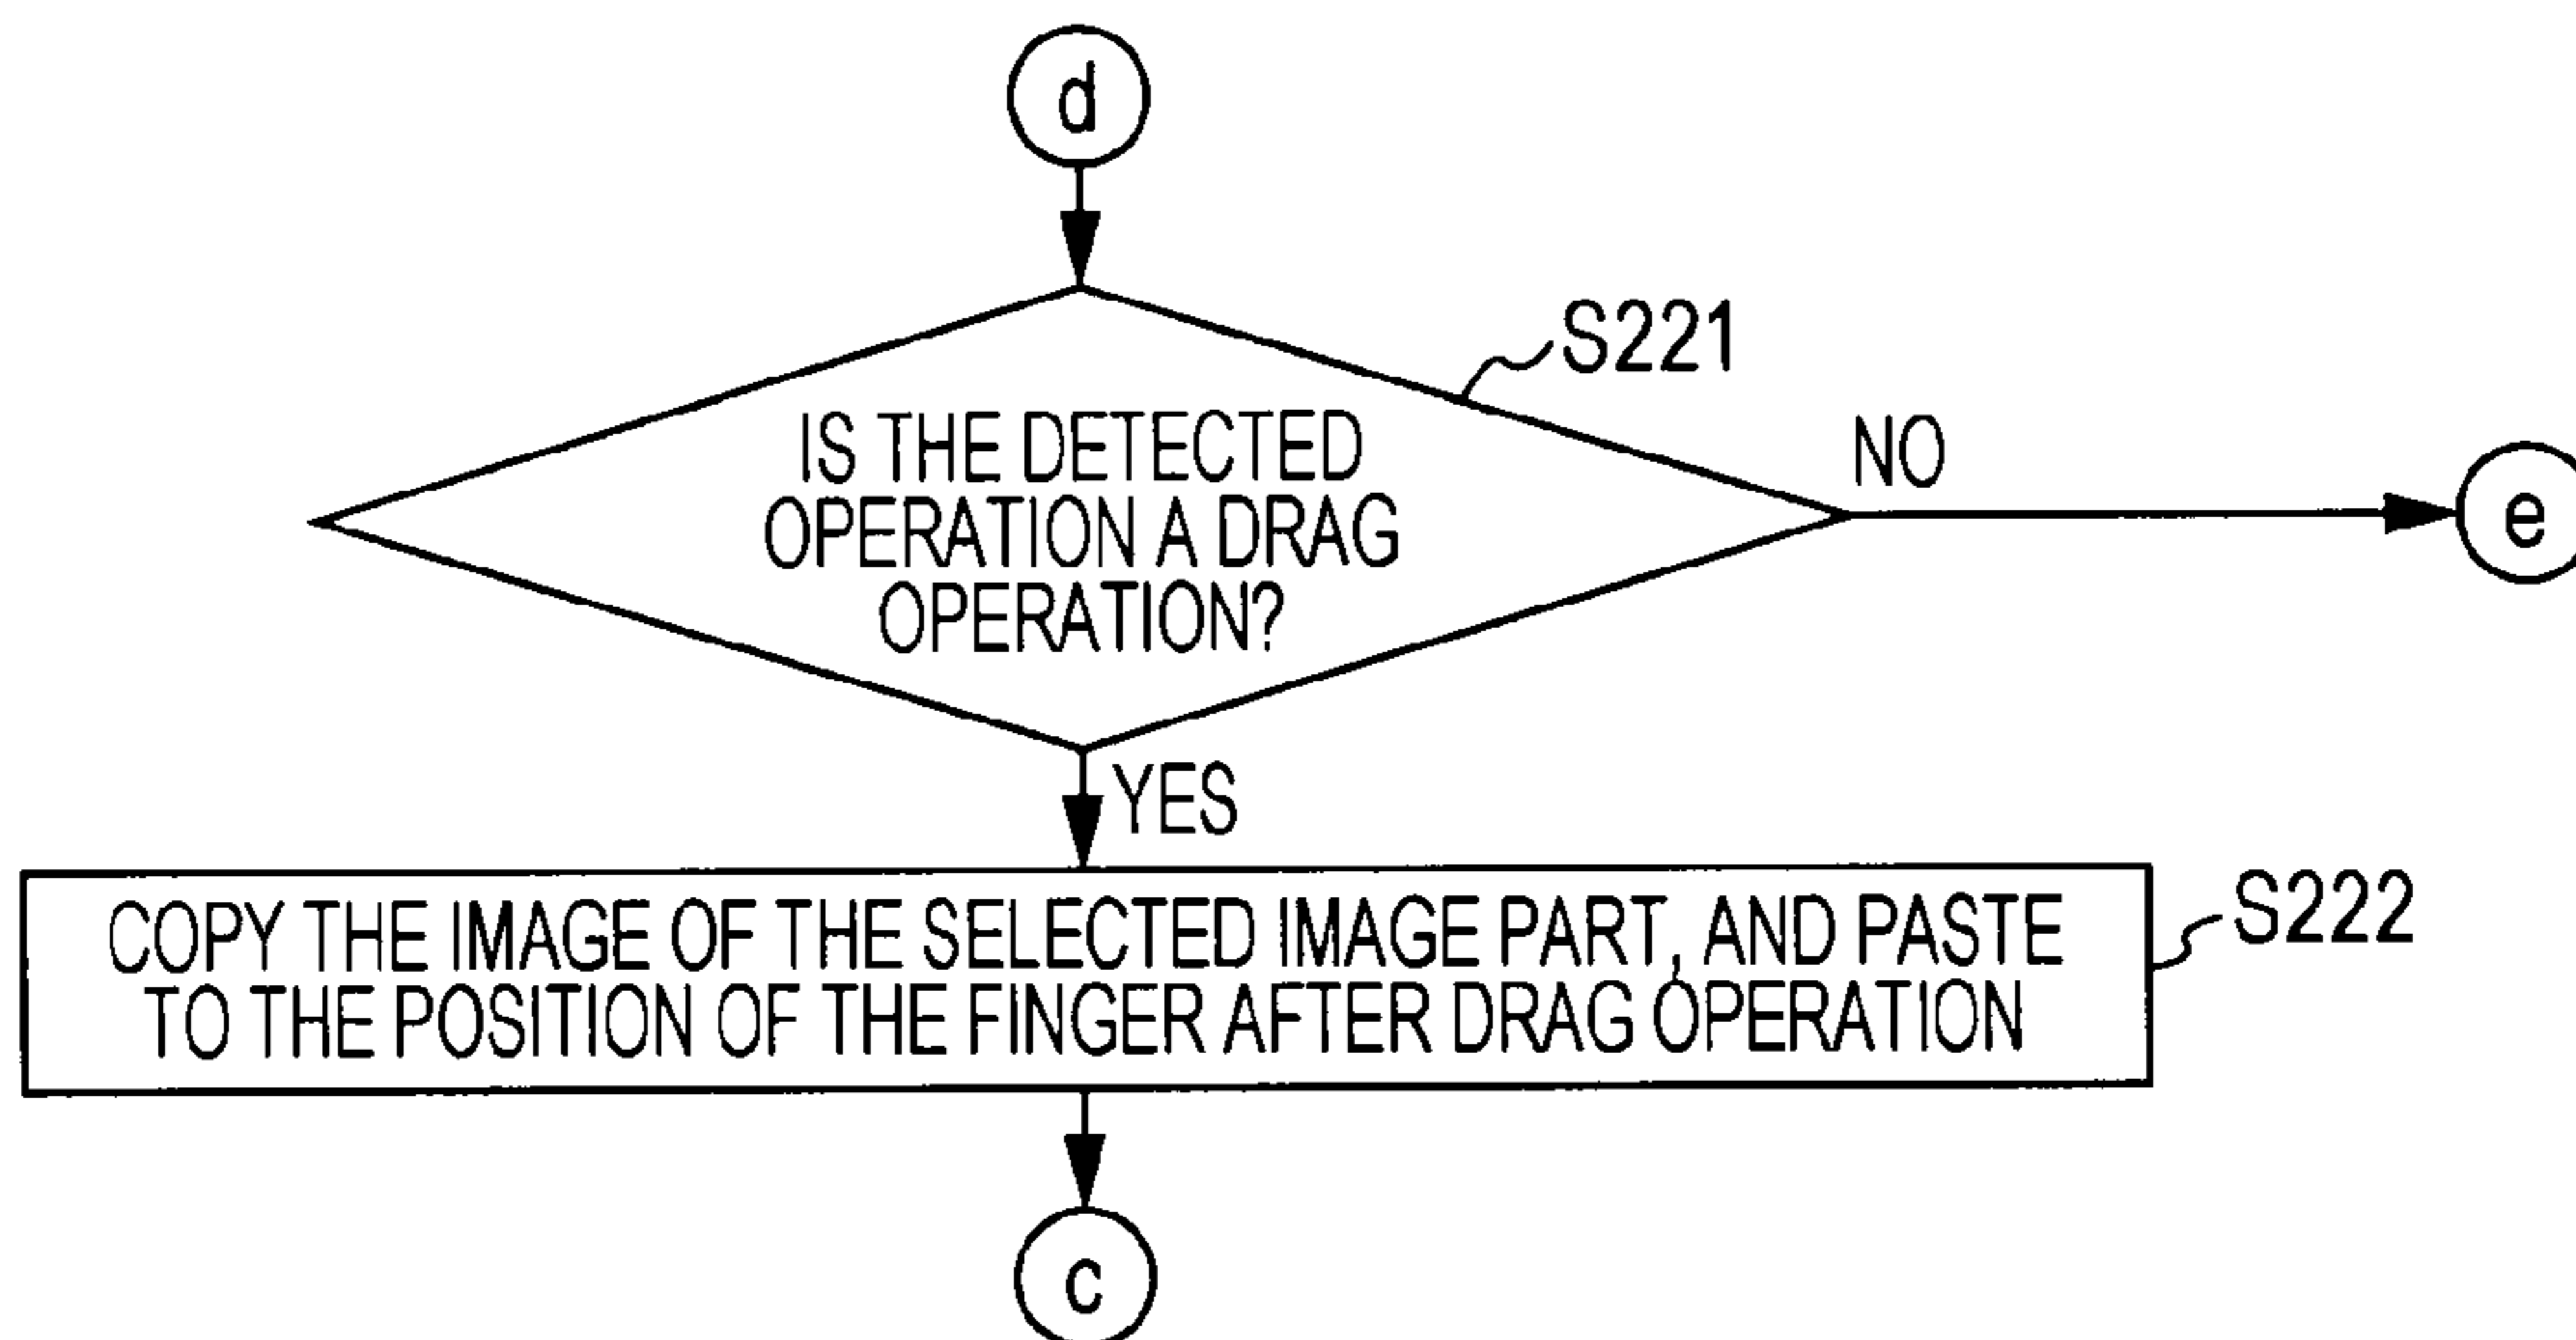 d
S221
IS THE DETECTED
OPERATION A DRAG
OPERATION?
NO
e
YES
COPY THE IMAGE OF THE SELECTED IMAGE PART, AND PASTE
TO THE POSITION OF THE FINGER AFTER DRAG OPERATION
S222
c